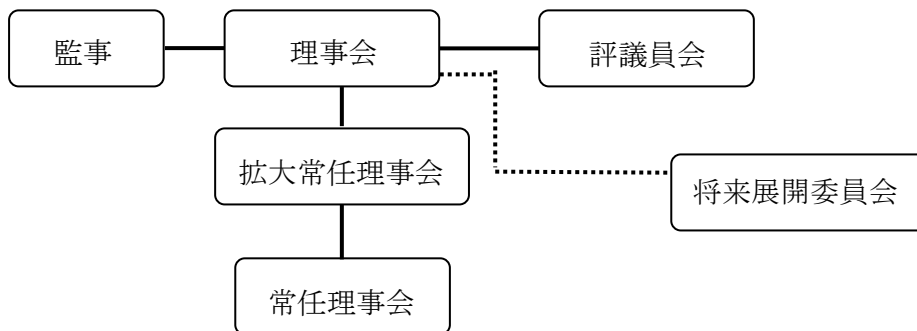 監事
理事会
評議員会
拡大常任理事会
将来展開委員会
常任理事会